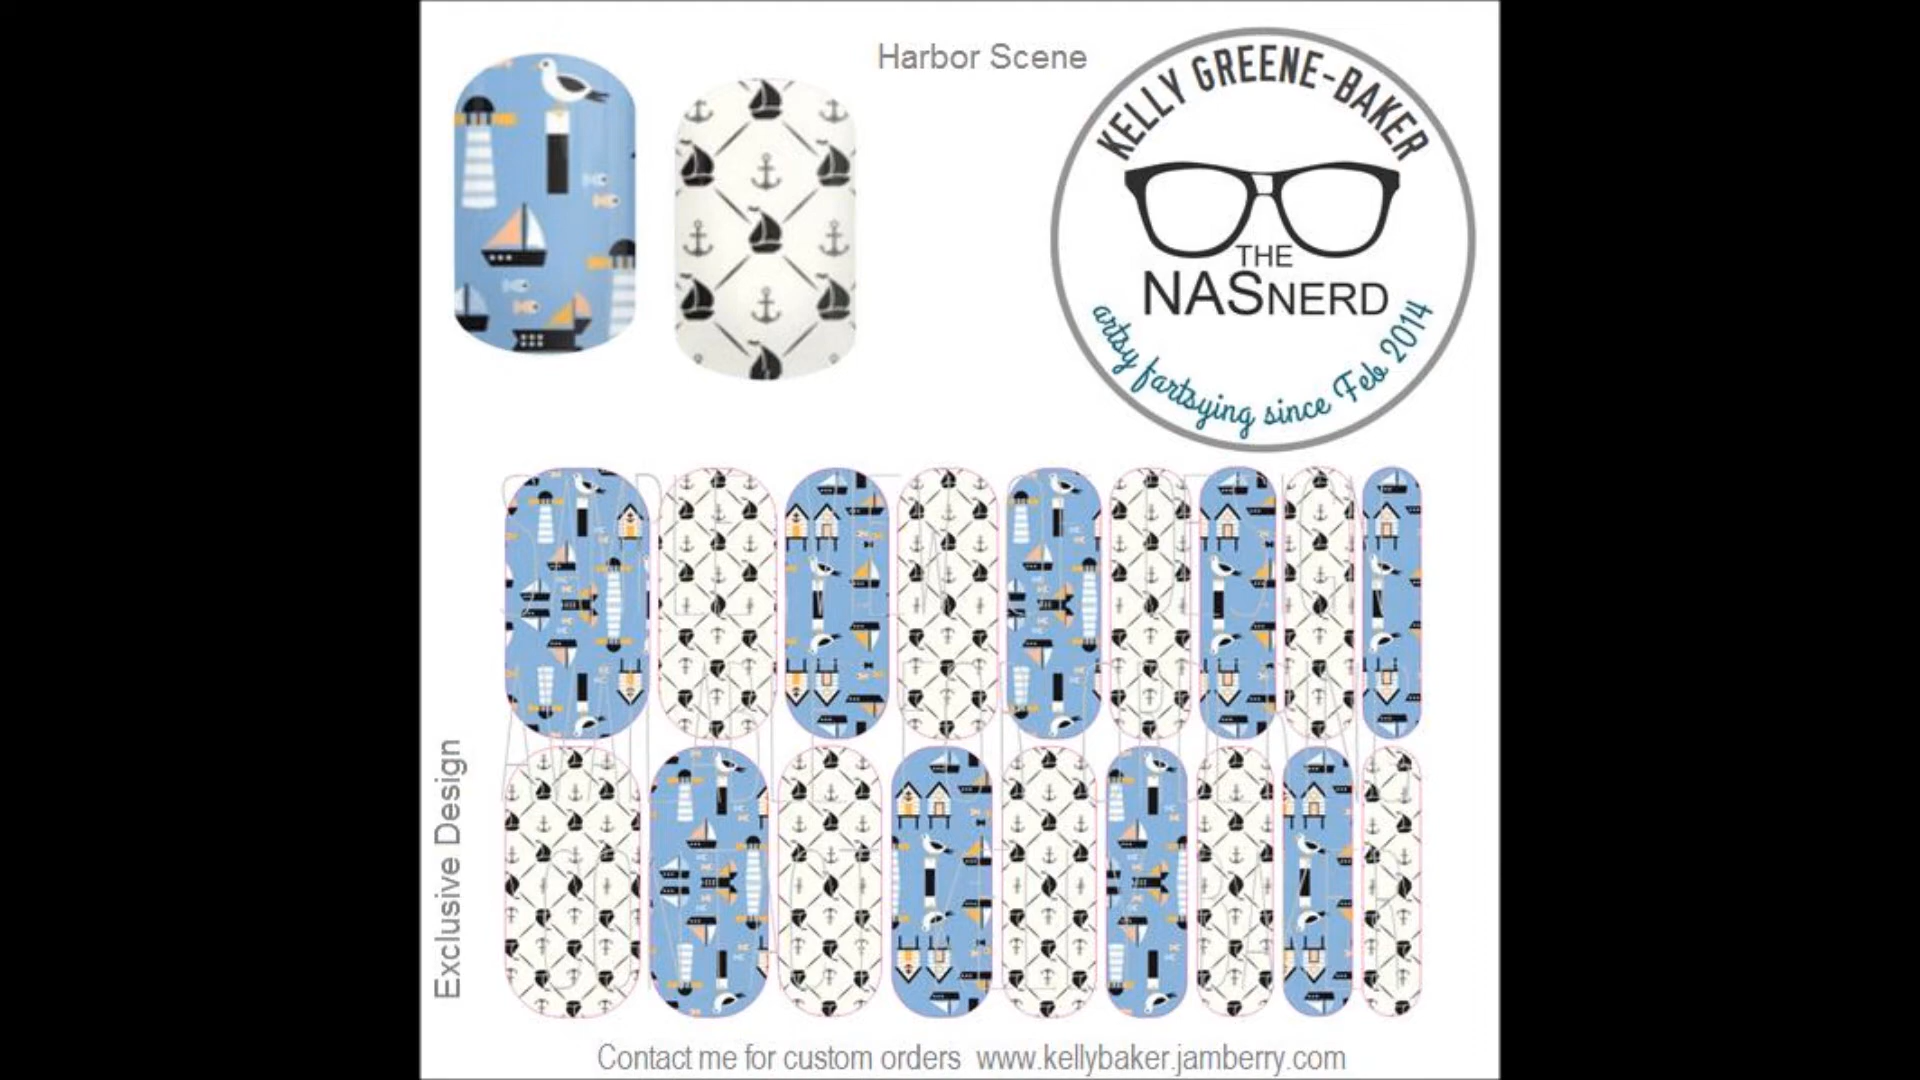 Harbor Scene
KELLY GREENE-BAKER
THE
NASNERD
artsy fartsying since Feb 2014
Exclusive Design
Contact me for custom orders www.kellybaker.jamberry.com